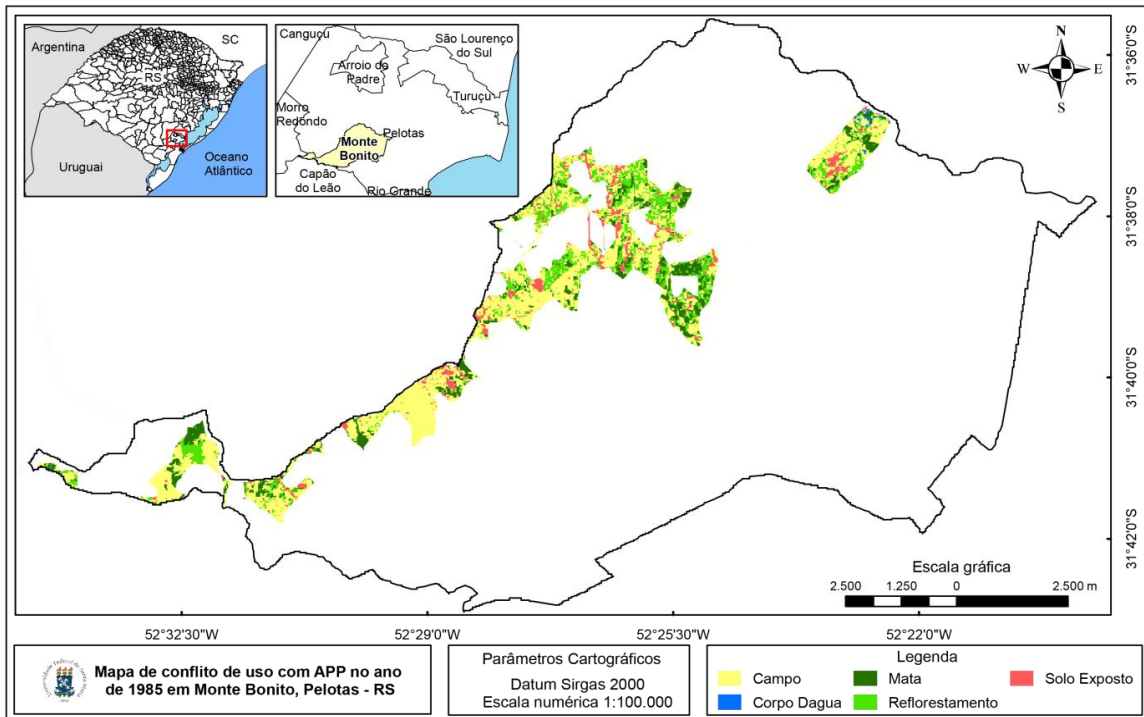 Argentina
SC
RS
Uruguai
Oceano
Atlântico
Canguçu
São Lourenço
do Sul
Arroio do
Padre
Turuçu
Morro
Redondo
Pelotas
Monte
Bonito
Capão
do Leão
Rio Grande
N
W
E
S
31°36'0"S
31°38'0"S
31°40'0"S
31°42'0"S
Escala gráfica
2.500
1.250
0
2.500 m
52°32'30"W
52°29'0"W
52°25'30"W
52°22'0"W
Mapa de conflito de uso com APP no ano
de 1985 em Monte Bonito, Pelotas - RS
Parâmetros Cartográficos
Datum Sirgas 2000
Escala numérica 1:100.000
Legenda
Campo
Mata
Solo Exposto
Corpo Dagua
Reflorestamento